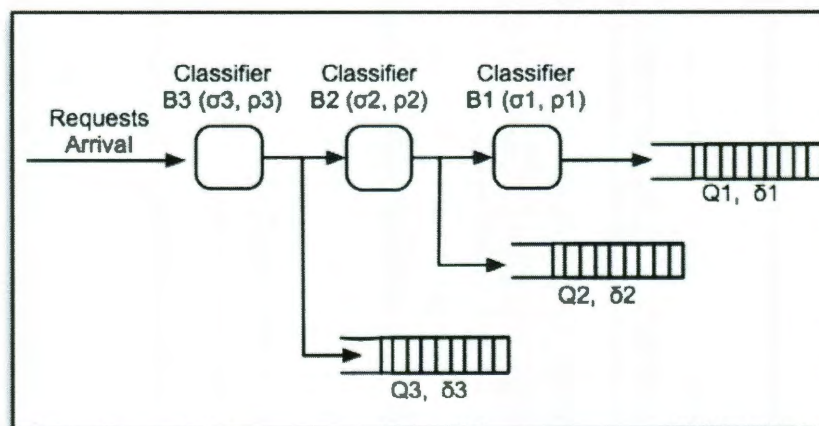 Classifier
B3 (σ3, ρ3)
Classifier
B2 (σ2, ρ2)
Classifier
B1 (σ1, ρ1)
Requests
Arrival
Q1, δ1
Q2, δ2
Q3, δ3